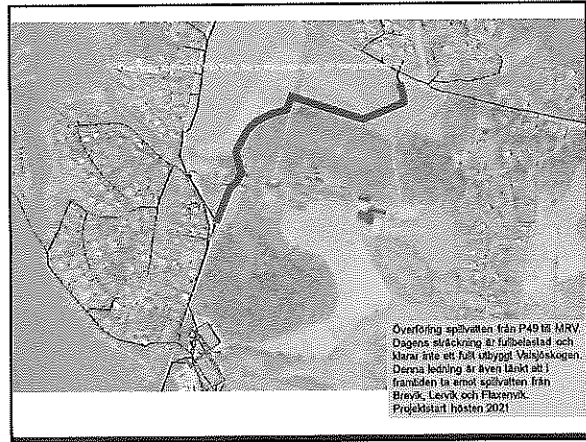 Överföring spillvatten från P49 till MRV.
Dagens sträckning är fullbelastad och
klarar inte ett fullt utbyggt Valsjöskogen.
Denna ledning är även tänkt att i
framtiden ta emot spillvatten från
Brevik, Lervik och Flaxenvik.
Projektstart hösten 2021